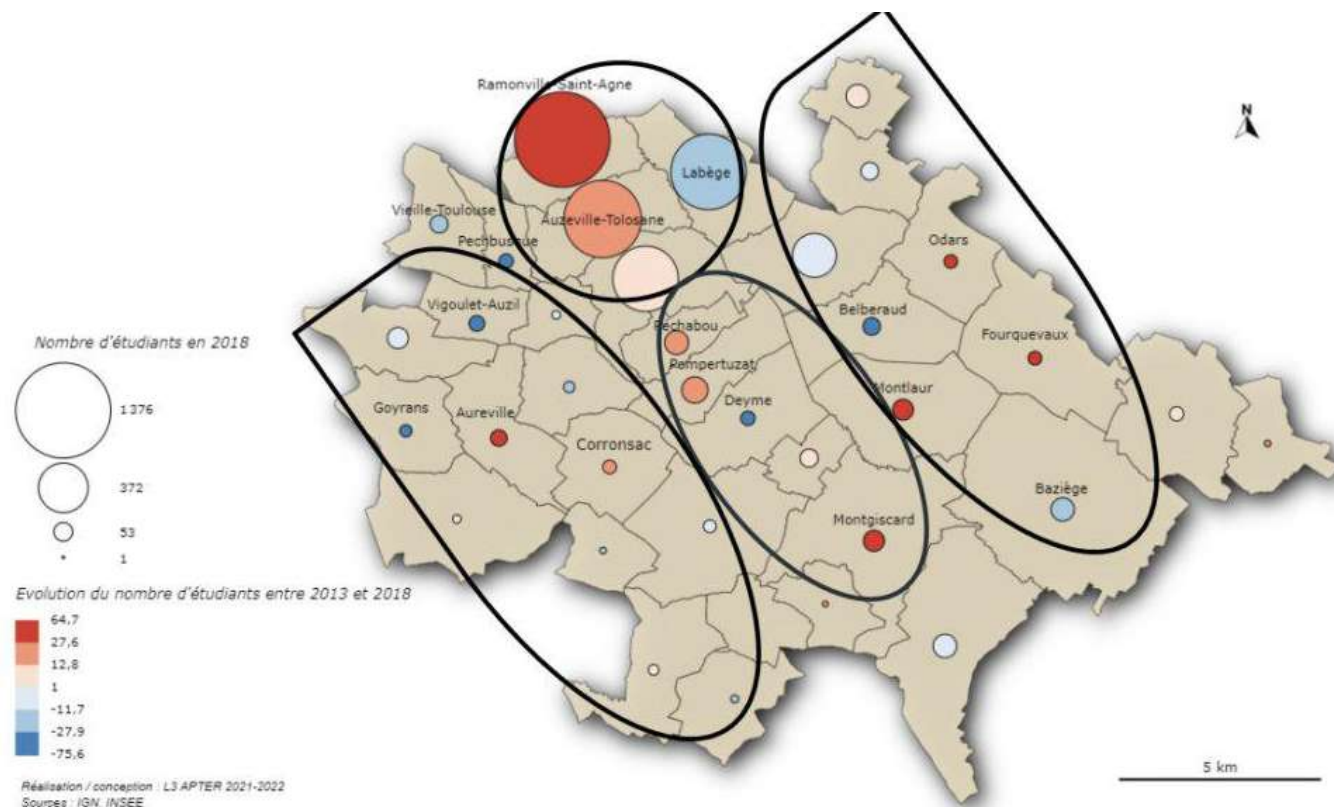 Ramonville-Saint-Agne
N
Labège
Vieille-Toulouse
Auzeville-Tolosane
Pechbusque
Odars
Vigoulet-Auzil
Belberaud
Fourquevaux
Pechabou
Pompertuzat
Deyme
Montlaur
Goyrans
Aureville
Corronsac
Baziège
Montgiscard
Nombre d'étudiants en 2018
1 376
372
53
1
Evolution du nombre d'étudiants entre 2013 et 2018
64,7
27,6
12,8
1
-11,7
-27,9
-75,6
Réalisation / conception : L3 APTER 2021-2022
Sources : IGN, INSEE
5 km